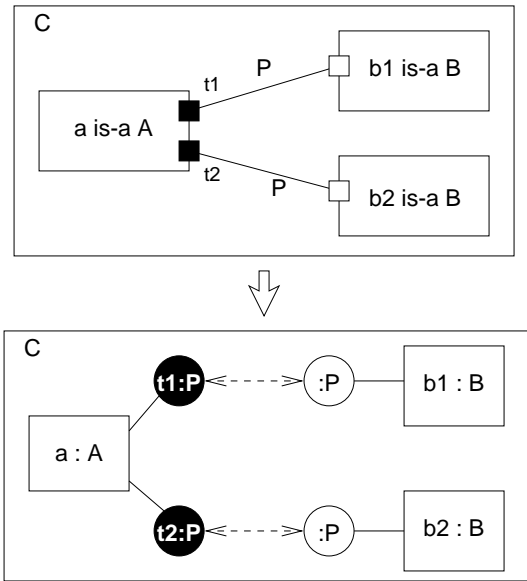 C
t1
P
b1 is-a B
a is-a A
t2
P
b2 is-a B
C
t1:P
:P
b1 : B
a : A
t2:P
:P
b2 : B